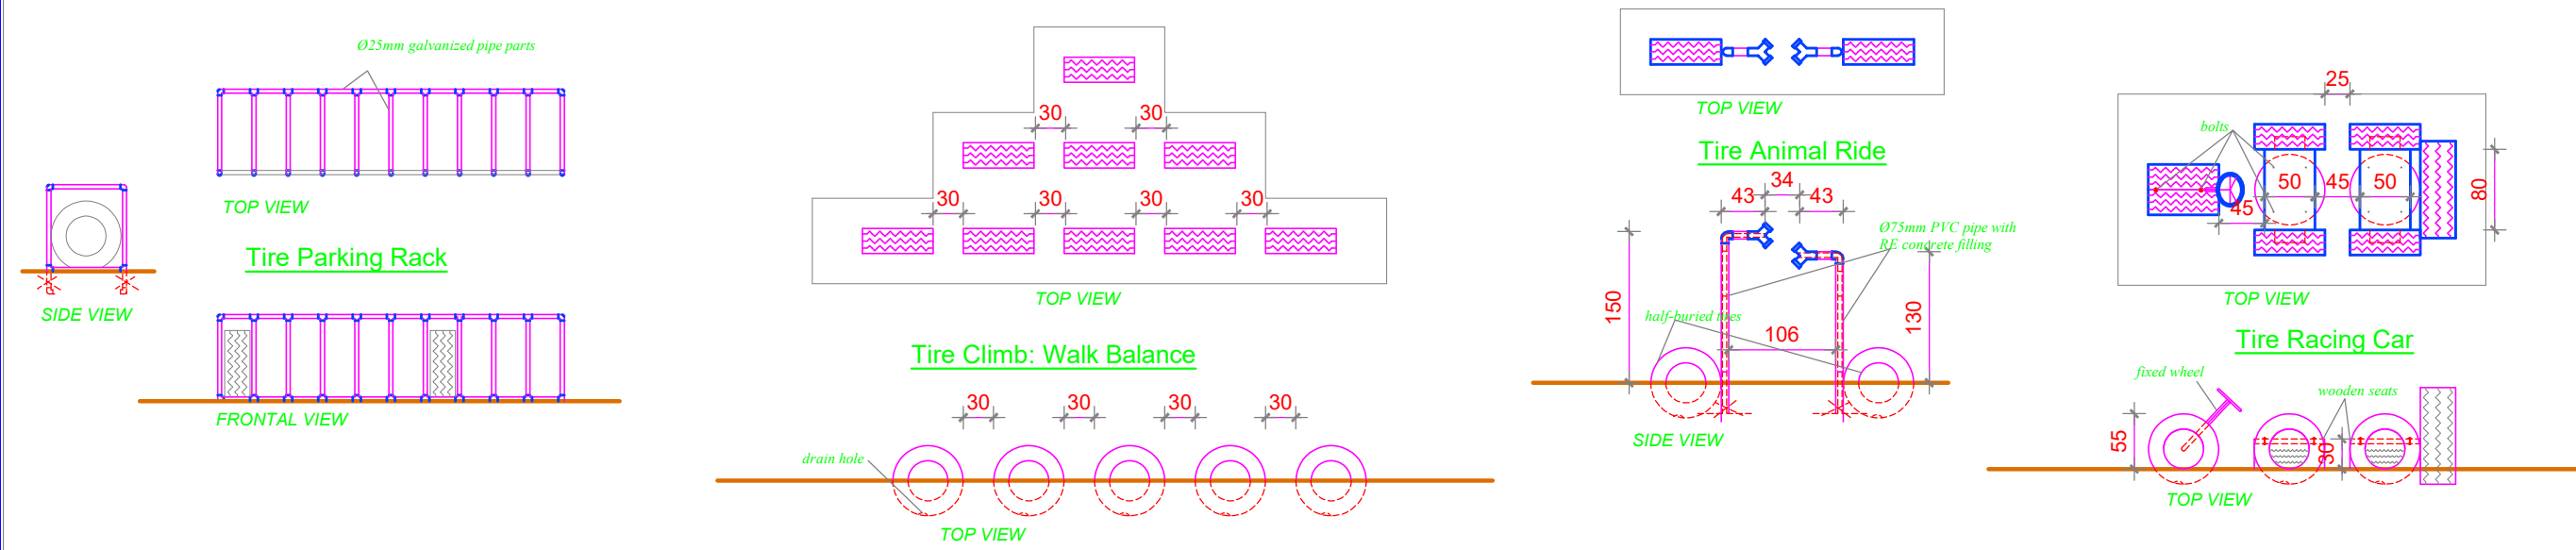 Ø25mm galvanized pipe parts
TOP VIEW
Tire Parking Rack
SIDE VIEW
FRONTAL VIEW
30 30
30 30 30 30
TOP VIEW
Tire Climb: Walk Balance
30 30 30 30
drain hole
TOP VIEW
TOP VIEW
Tire Animal Ride
34
43 43
Ø75mm PVC pipe with
RE concrete filling
150
half-buried tires
106
130
SIDE VIEW
25
bolts
50 45 50
45
80
TOP VIEW
Tire Racing Car
fixed wheel
wooden seats
55
30
TOP VIEW